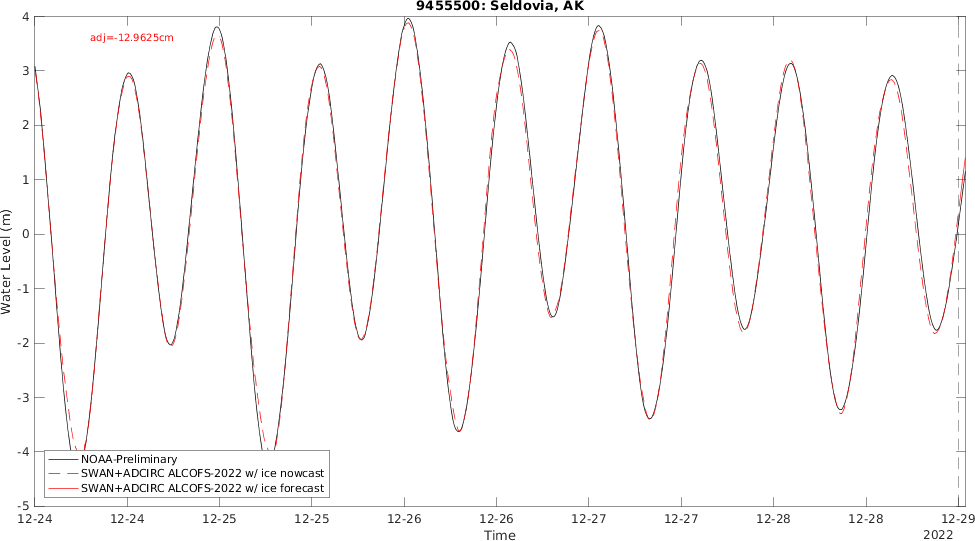 9455500: Seldovia, AK
adj=-12.9625cm
4
3
2
1
0
-1
-2
-3
-4
-5
Water Level (m)
NOAA-Preliminary
SWAN+ADCIRC ALCOFS-2022 w/ ice nowcast
SWAN+ADCIRC ALCOFS-2022 w/ ice forecast
12-24 12-24 12-25 12-25 12-26 12-26 12-27 12-27 12-28 12-28 12-29
Time
2022